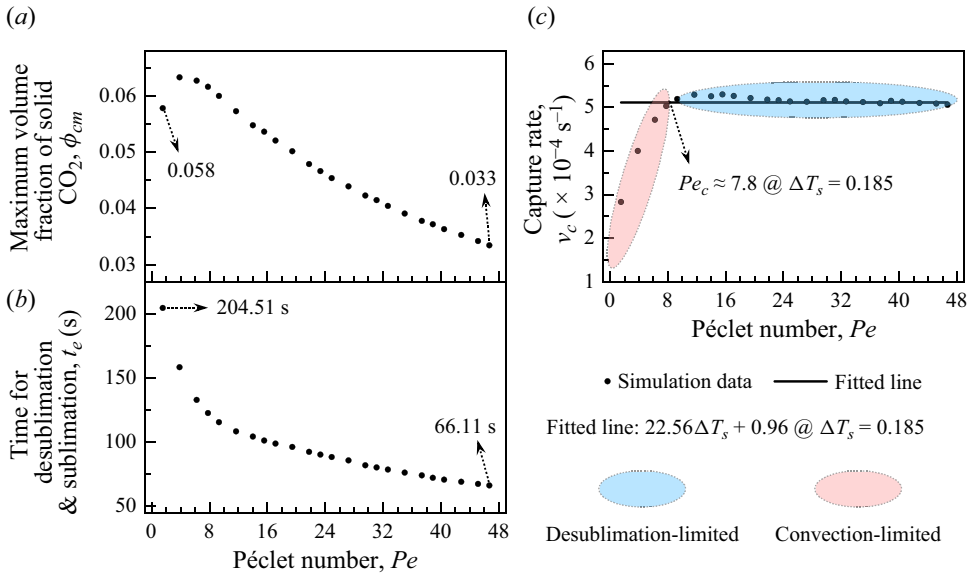 (a)
Maximum volume
fraction of solid
CO2, ϕcm
0.06
0.05
0.04
0.03
0.058
0.033
(b)
Time for
desublimation
& sublimation, te (s)
200
150
100
50
204.51 s
66.11 s
0 8 16 24 32 40 48
Péclet number, Pe
(c)
Capture rate,
vc ( × 10−4 s−1)
6
5
4
3
2
1
Pec ≈ 7.8 @ ΔTs = 0.185
0 8 16 24 32 40 48
Péclet number, Pe
Simulation data Fitted line
Fitted line: 22.56ΔTs + 0.96 @ ΔTs = 0.185
Desublimation-limited Convection-limited